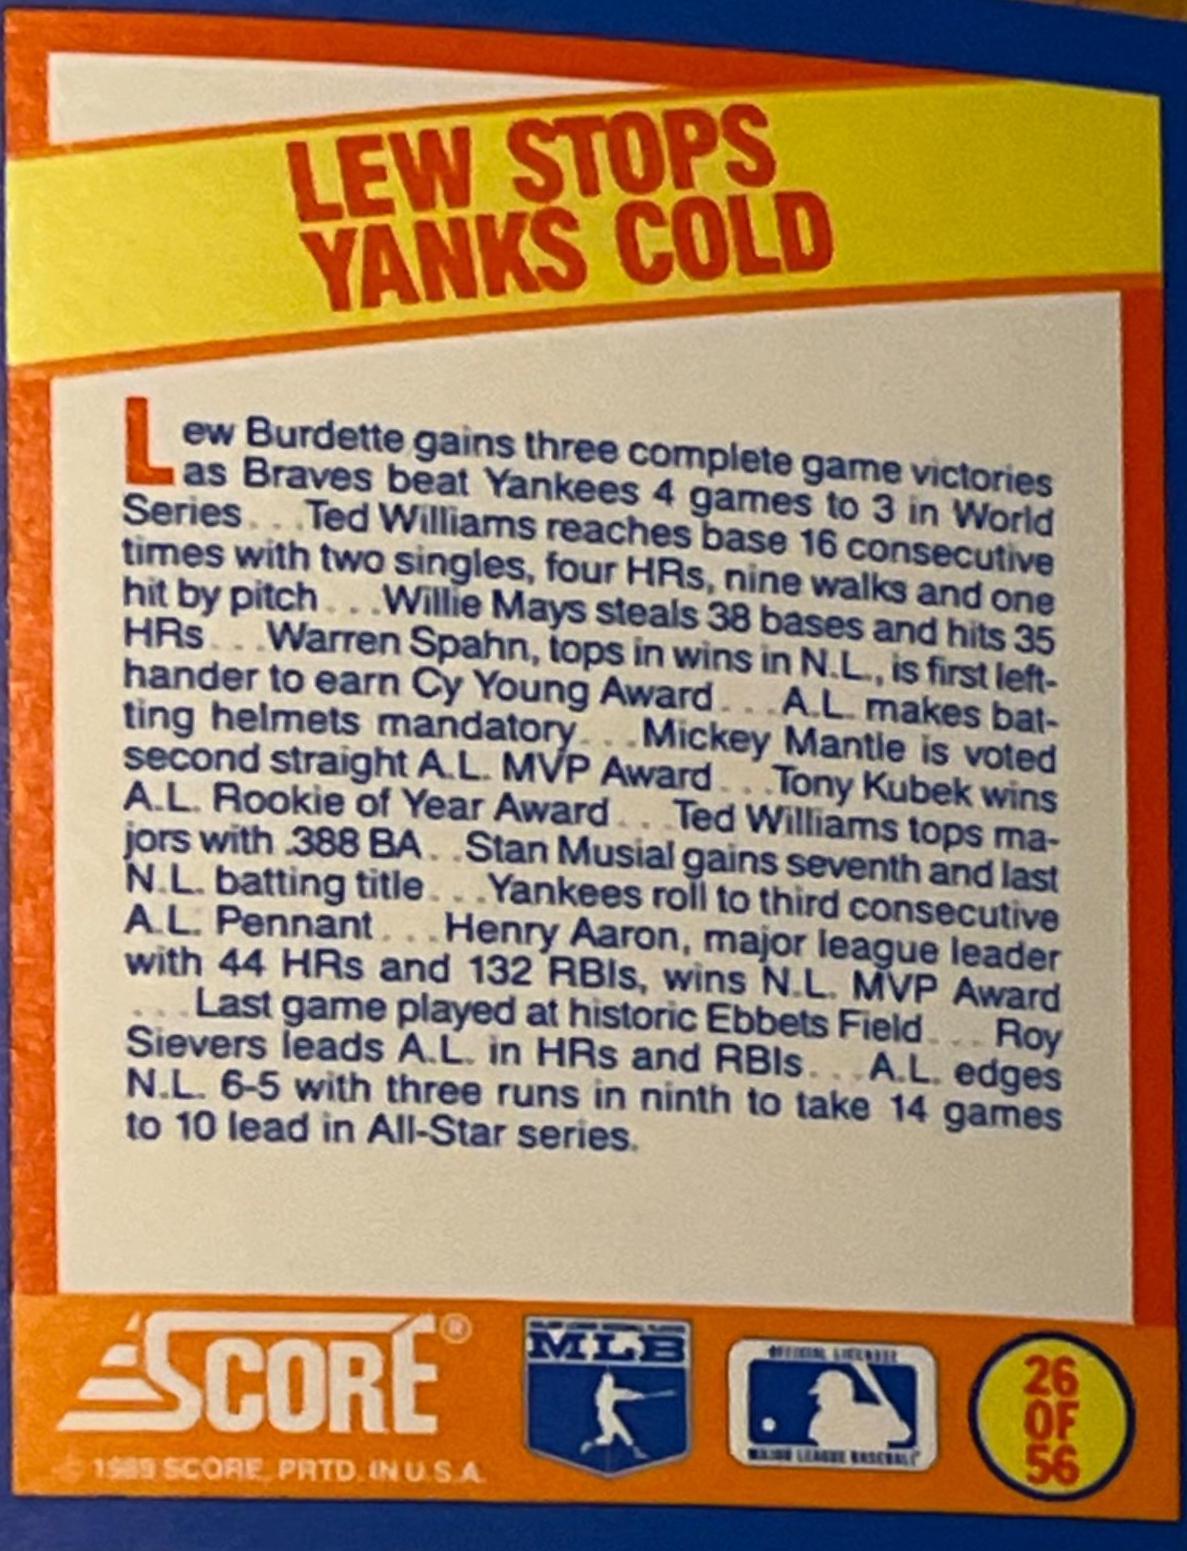 LEW STOPS
YANKS COLD
Lew Burdette gains three complete game victories
as Braves beat Yankees 4 games to 3 in World
Series . . . Ted Williams reaches base 16 consecutive
times with two singles, four HRs, nine walks and one
hit by pitch . . . Willie Mays steals 38 bases and hits 35
HRs . . . Warren Spahn, tops in wins in N.L., is first left-
hander to earn Cy Young Award . . . A.L. makes bat-
ting helmets mandatory. . . . Mickey Mantle is voted
second straight A.L. MVP Award . . . Tony Kubek wins
A.L. Rookie of Year Award . . . Ted Williams tops ma-
jors with .388 BA . . . Stan Musial gains seventh and last
N.L. batting title . . . Yankees roll to third consecutive
A.L. Pennant . . . Henry Aaron, major league leader
with 44 HRs and 132 RBIs, wins N.L. MVP Award
. . . Last game played at historic Ebbets Field . . . Roy
Sievers leads A.L. in HRs and RBIs . . . A.L. edges
N.L. 6-5 with three runs in ninth to take 14 games
to 10 lead in All-Star series.
SCORE®
© 1989 SCORE, PRTD. IN U.S.A.
MLB
OFFICIAL LICENSEE
MAJOR LEAGUE BASEBALL
26
OF
56